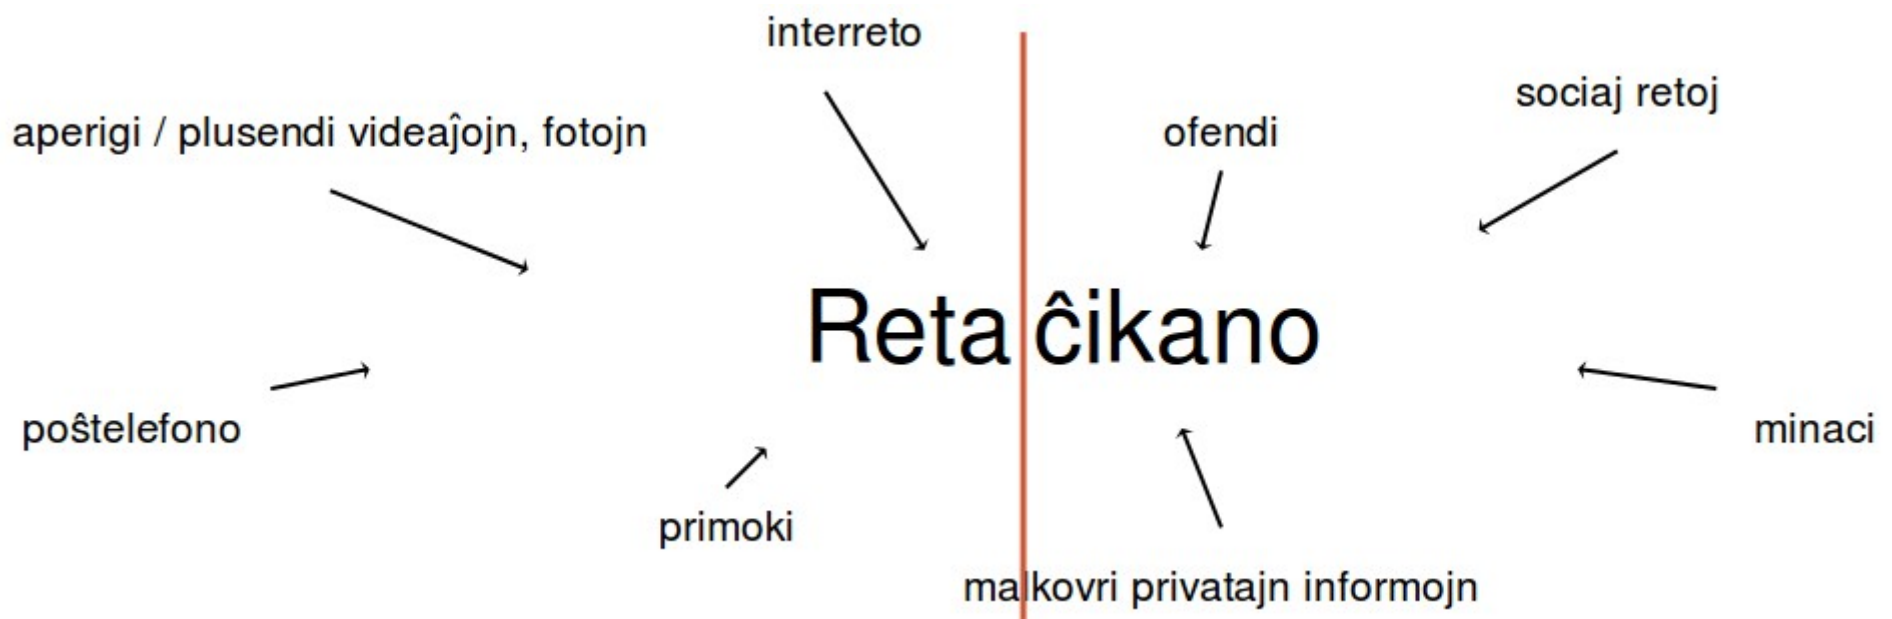 interreto
sociaj retoj
aperigi / plusendi videaĵojn, fotojn
ofendi
Reta ĉikano
poŝtelefono
minaci
primoki
malkovri privatajn informojn